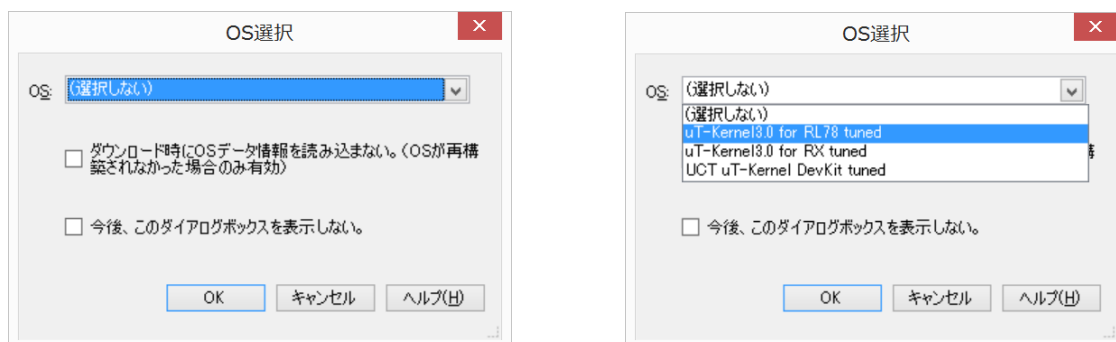 OS選択
OS:
(選択しない)
ダウンロード時にOSデータ情報を読み込まない。(OSが再構
築されなかった場合のみ有効)
今後、このダイアログボックスを表示しない。
OK
キャンセル
ヘルプ(H)
OS選択
OS:
(選択しない)
(選択しない)
uT-Kernel3.0 for RL78 tuned
uT-Kernel3.0 for RX tuned
UCT uT-Kernel DevKit tuned
今後、このダイアログボックスを表示しない。
OK
キャンセル
ヘルプ(H)